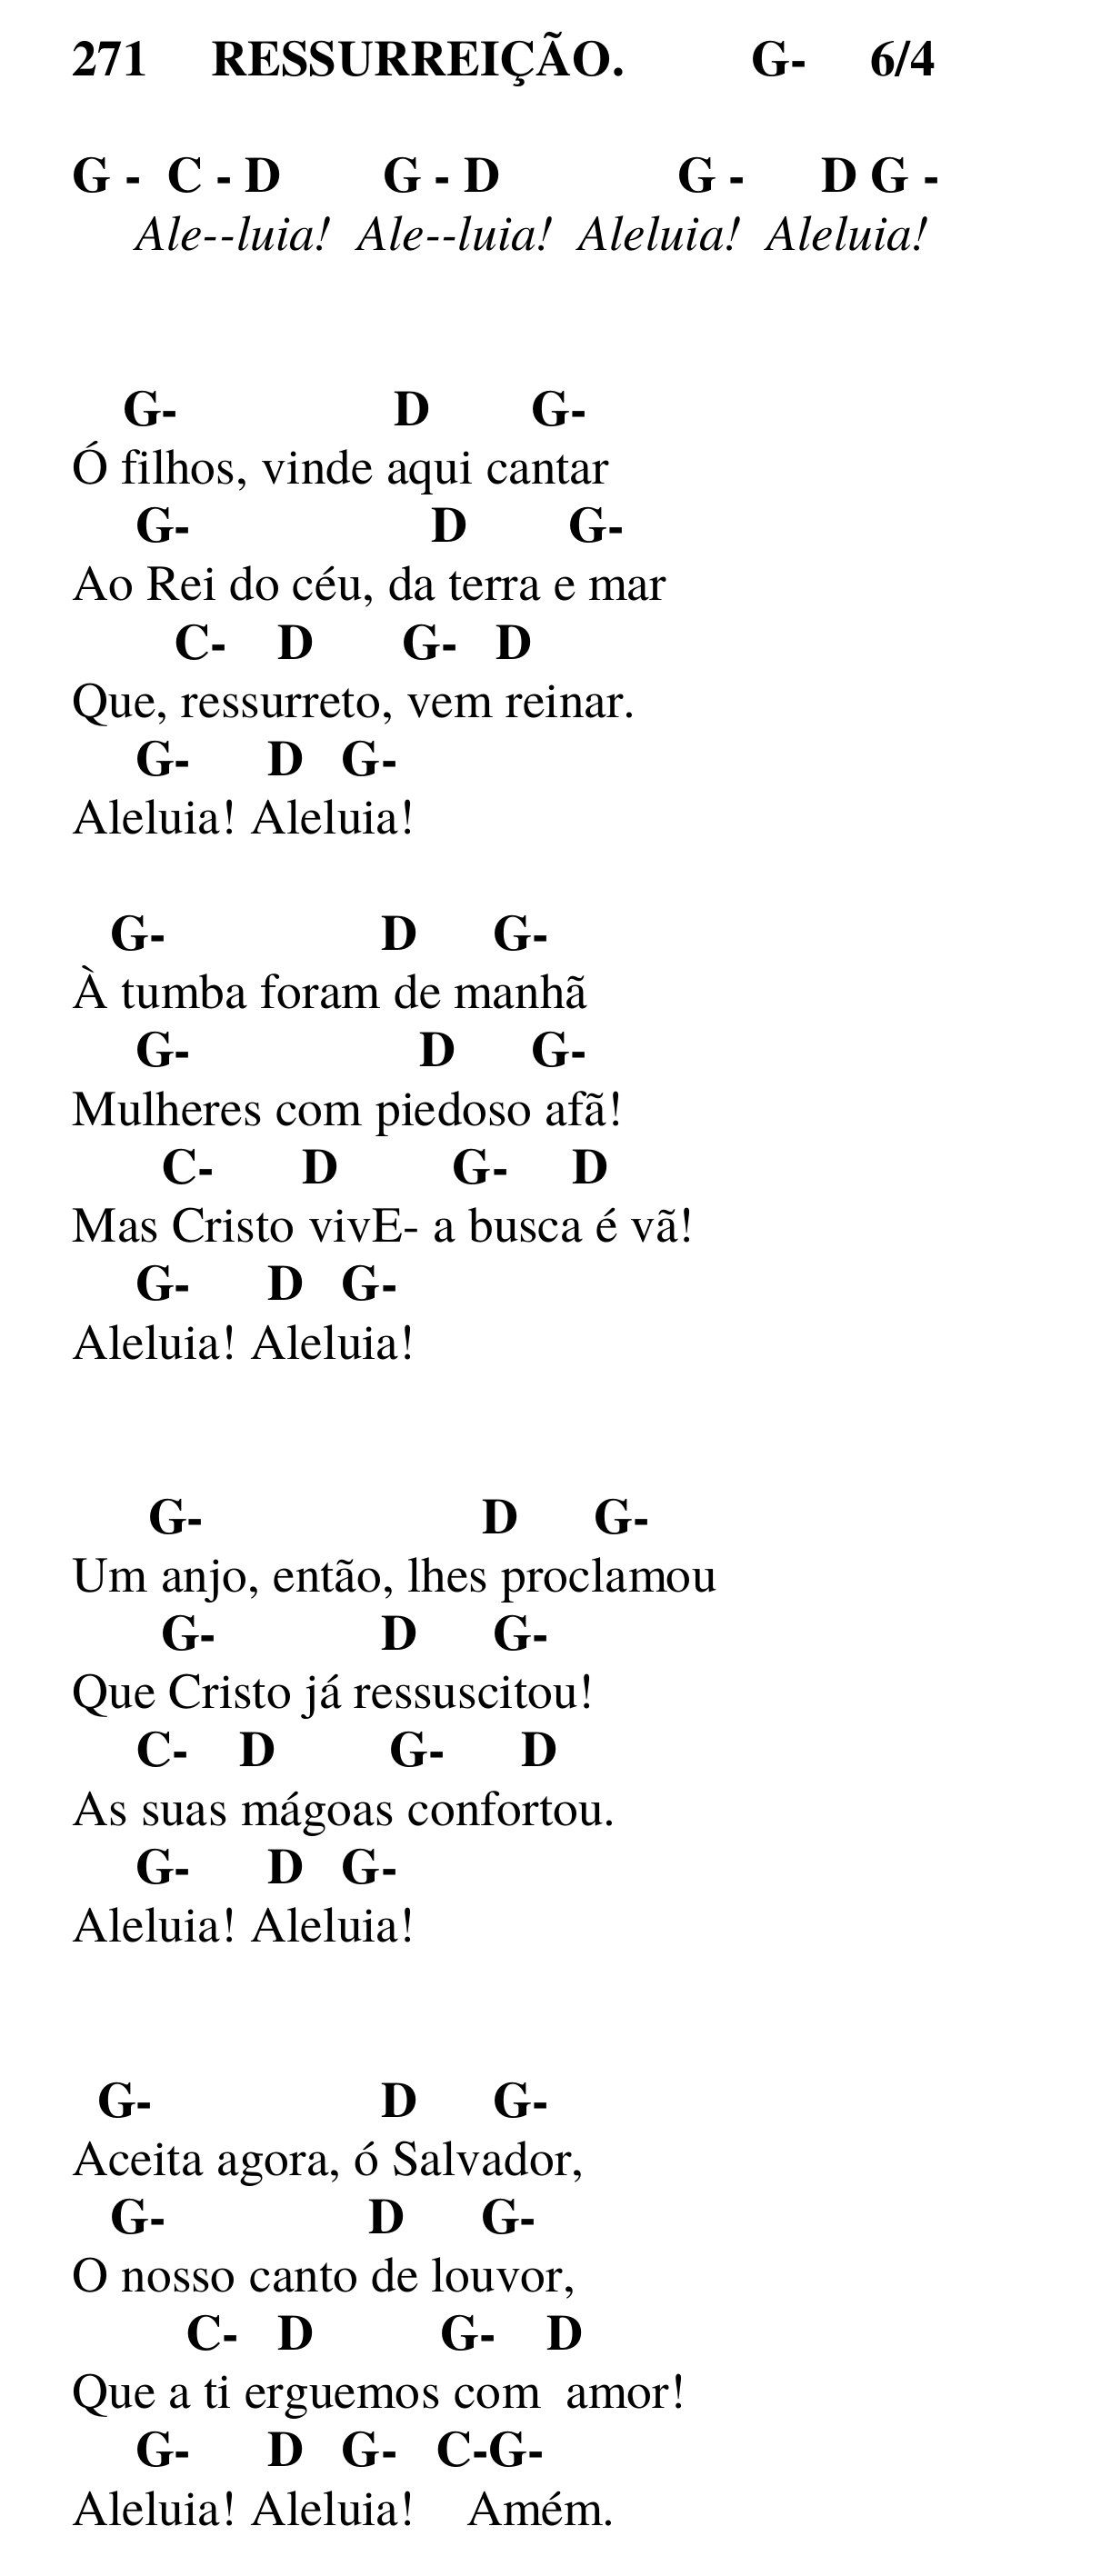 271     RESSURREIÇÃO.          G-     6/4
G -  C - D        G - D              G -      D G -
Ale--luia!  Ale--luia!  Aleluia!  Aleluia!
G-                 D        G-
Ó filhos, vinde aqui cantar
G-                   D        G-
Ao Rei do céu, da terra e mar
C-    D       G-   D
Que, ressurreto, vem reinar.
G-      D   G-
Aleluia! Aleluia!
G-                 D      G-
À tumba foram de manhã
G-                  D      G-
Mulheres com piedoso afã!
C-       D         G-     D
Mas Cristo vivE- a busca é vã!
G-      D   G-
Aleluia! Aleluia!
G-                      D      G-
Um anjo, então, lhes proclamou
G-             D      G-
Que Cristo já ressuscitou!
C-    D         G-      D
As suas mágoas confortou.
G-      D   G-
Aleluia! Aleluia!
G-                  D      G-
Aceita agora, ó Salvador,
G-                D      G-
O nosso canto de louvor,
C-   D          G-    D
Que a ti erguemos com  amor!
G-      D   G-   C-G-
Aleluia! Aleluia!    Amém.